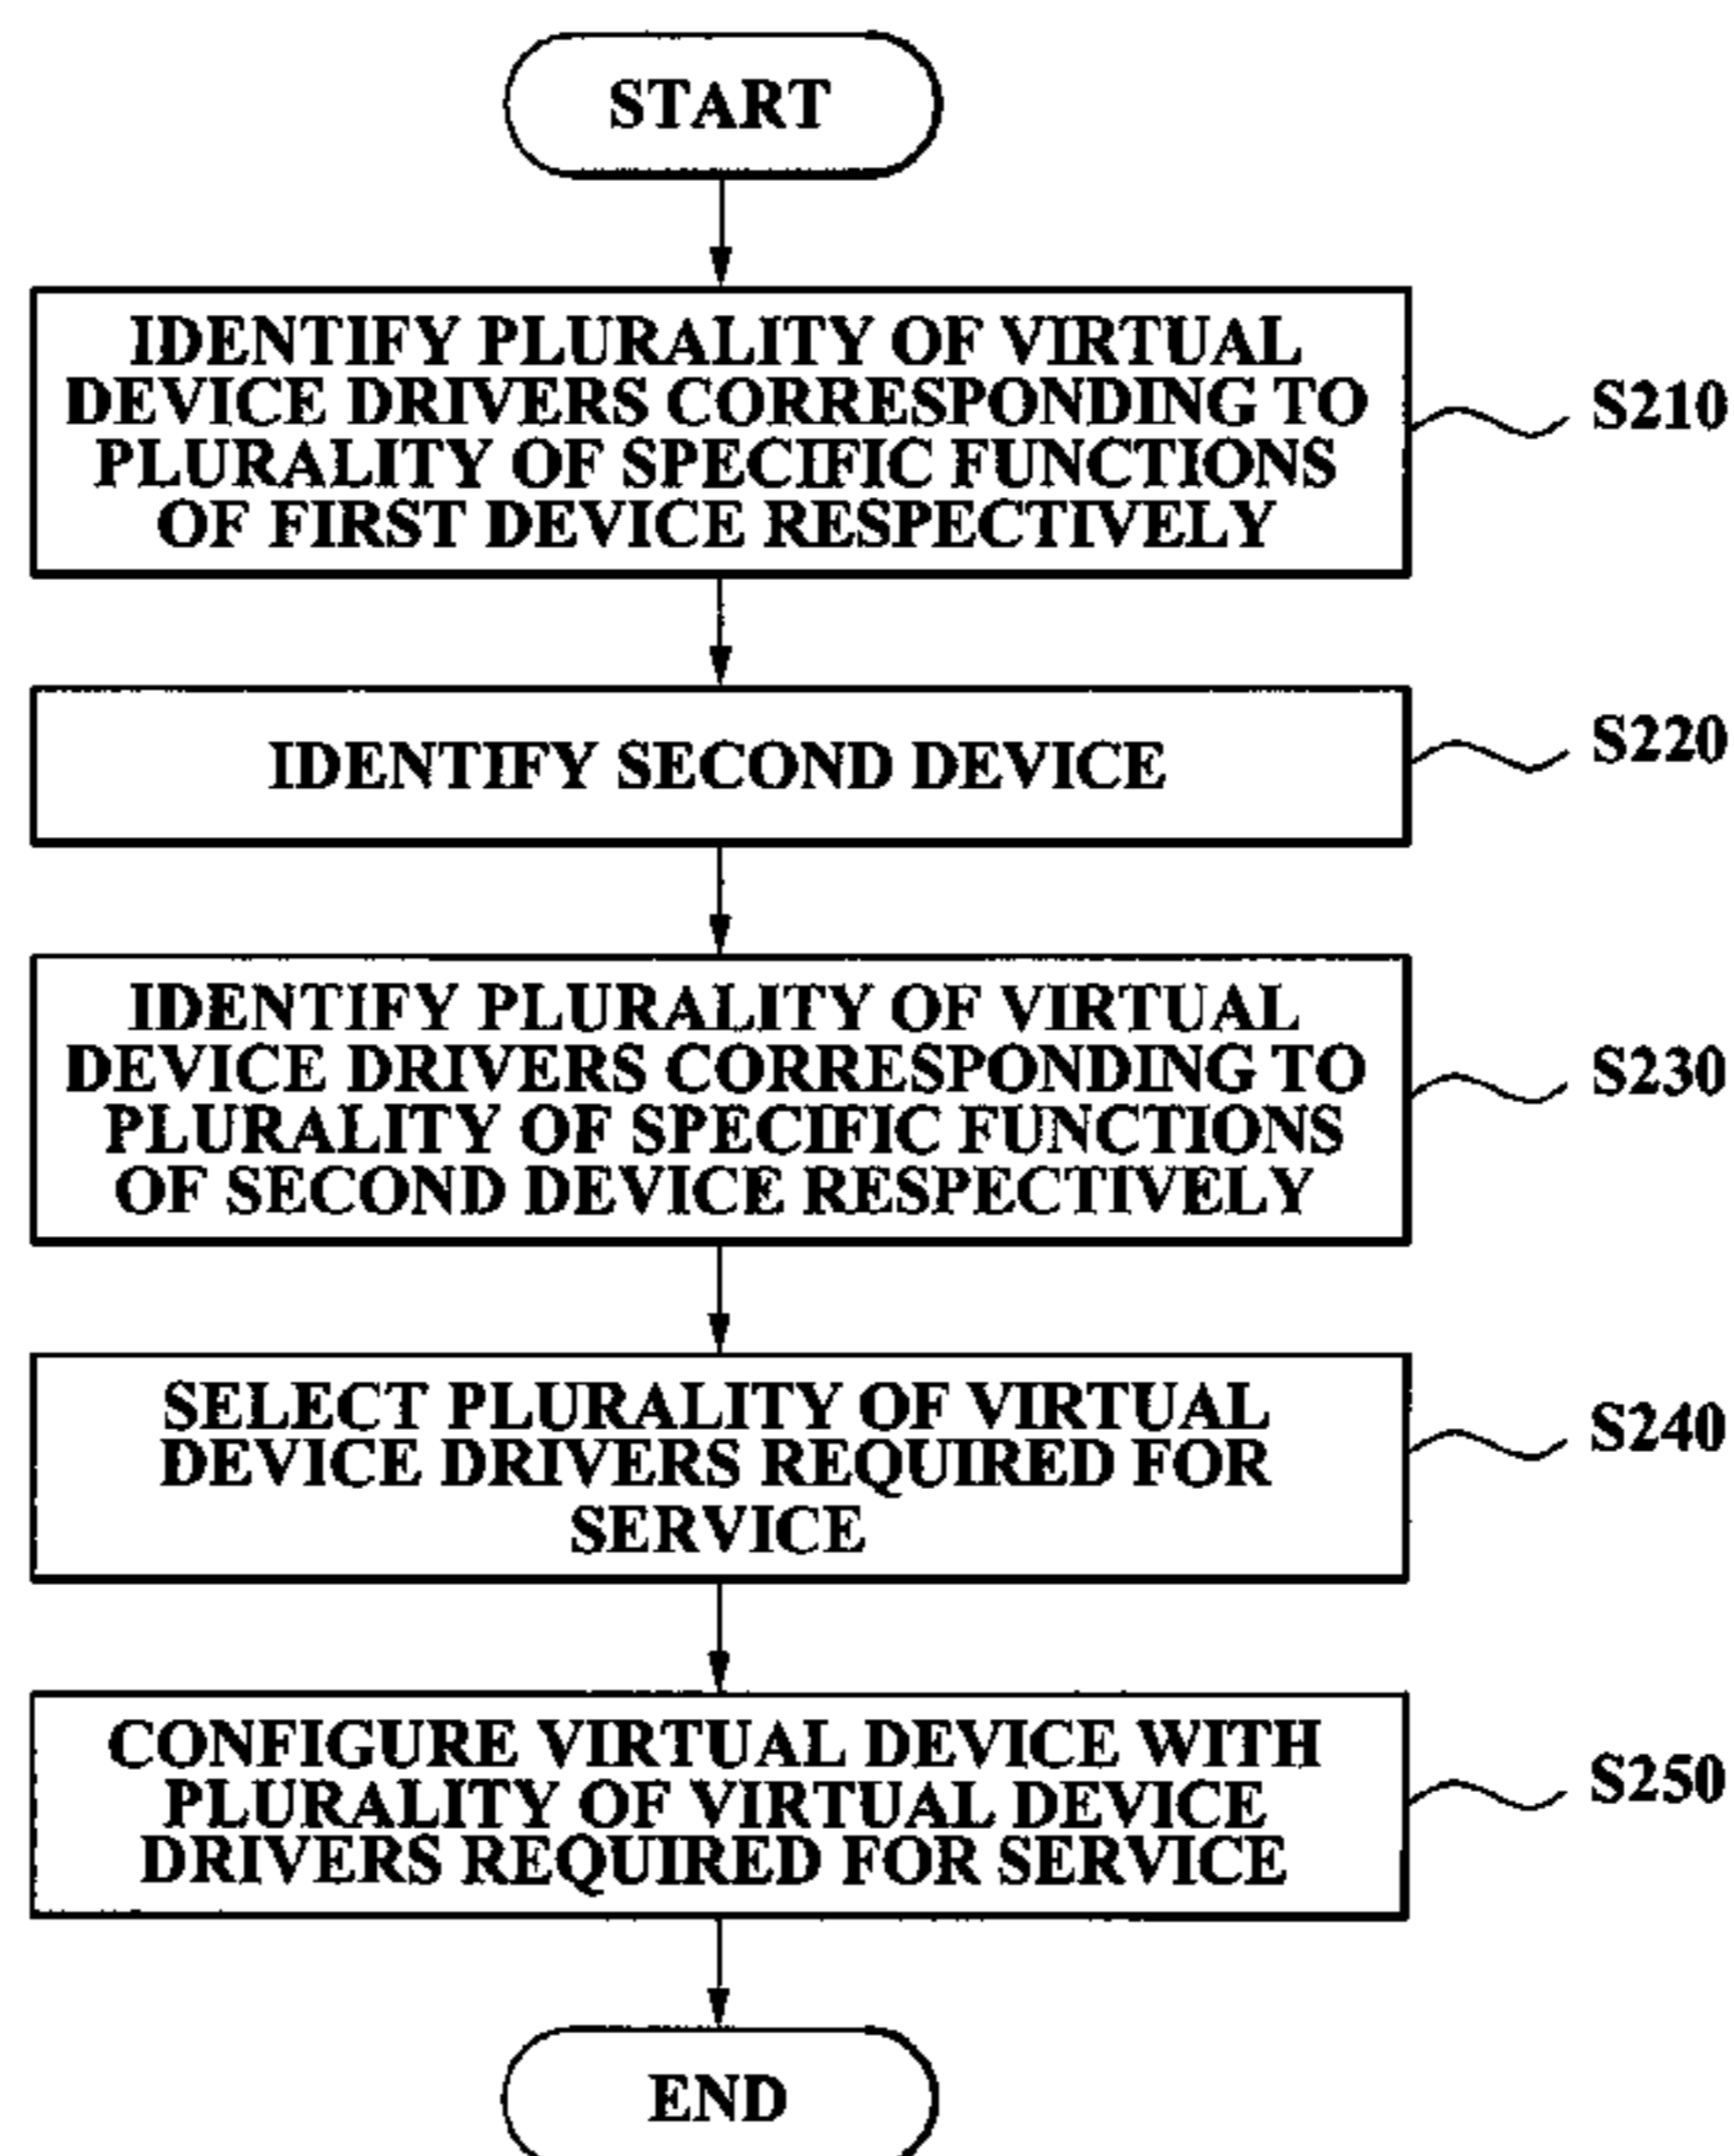 START
IDENTIFY PLURALITY OF VIRTUAL
DEVICE DRIVERS CORRESPONDING TO
PLURALITY OF SPECIFIC FUNCTIONS
OF FIRST DEVICE RESPECTIVELY
S210
IDENTIFY SECOND DEVICE
S220
IDENTIFY PLURALITY OF VIRTUAL
DEVICE DRIVERS CORRESPONDING TO
PLURALITY OF SPECIFIC FUNCTIONS
OF SECOND DEVICE RESPECTIVELY
S230
SELECT PLURALITY OF VIRTUAL
DEVICE DRIVERS REQUIRED FOR
SERVICE
S240
CONFIGURE VIRTUAL DEVICE WITH
PLURALITY OF VIRTUAL DEVICE
DRIVERS REQUIRED FOR SERVICE
S250
END